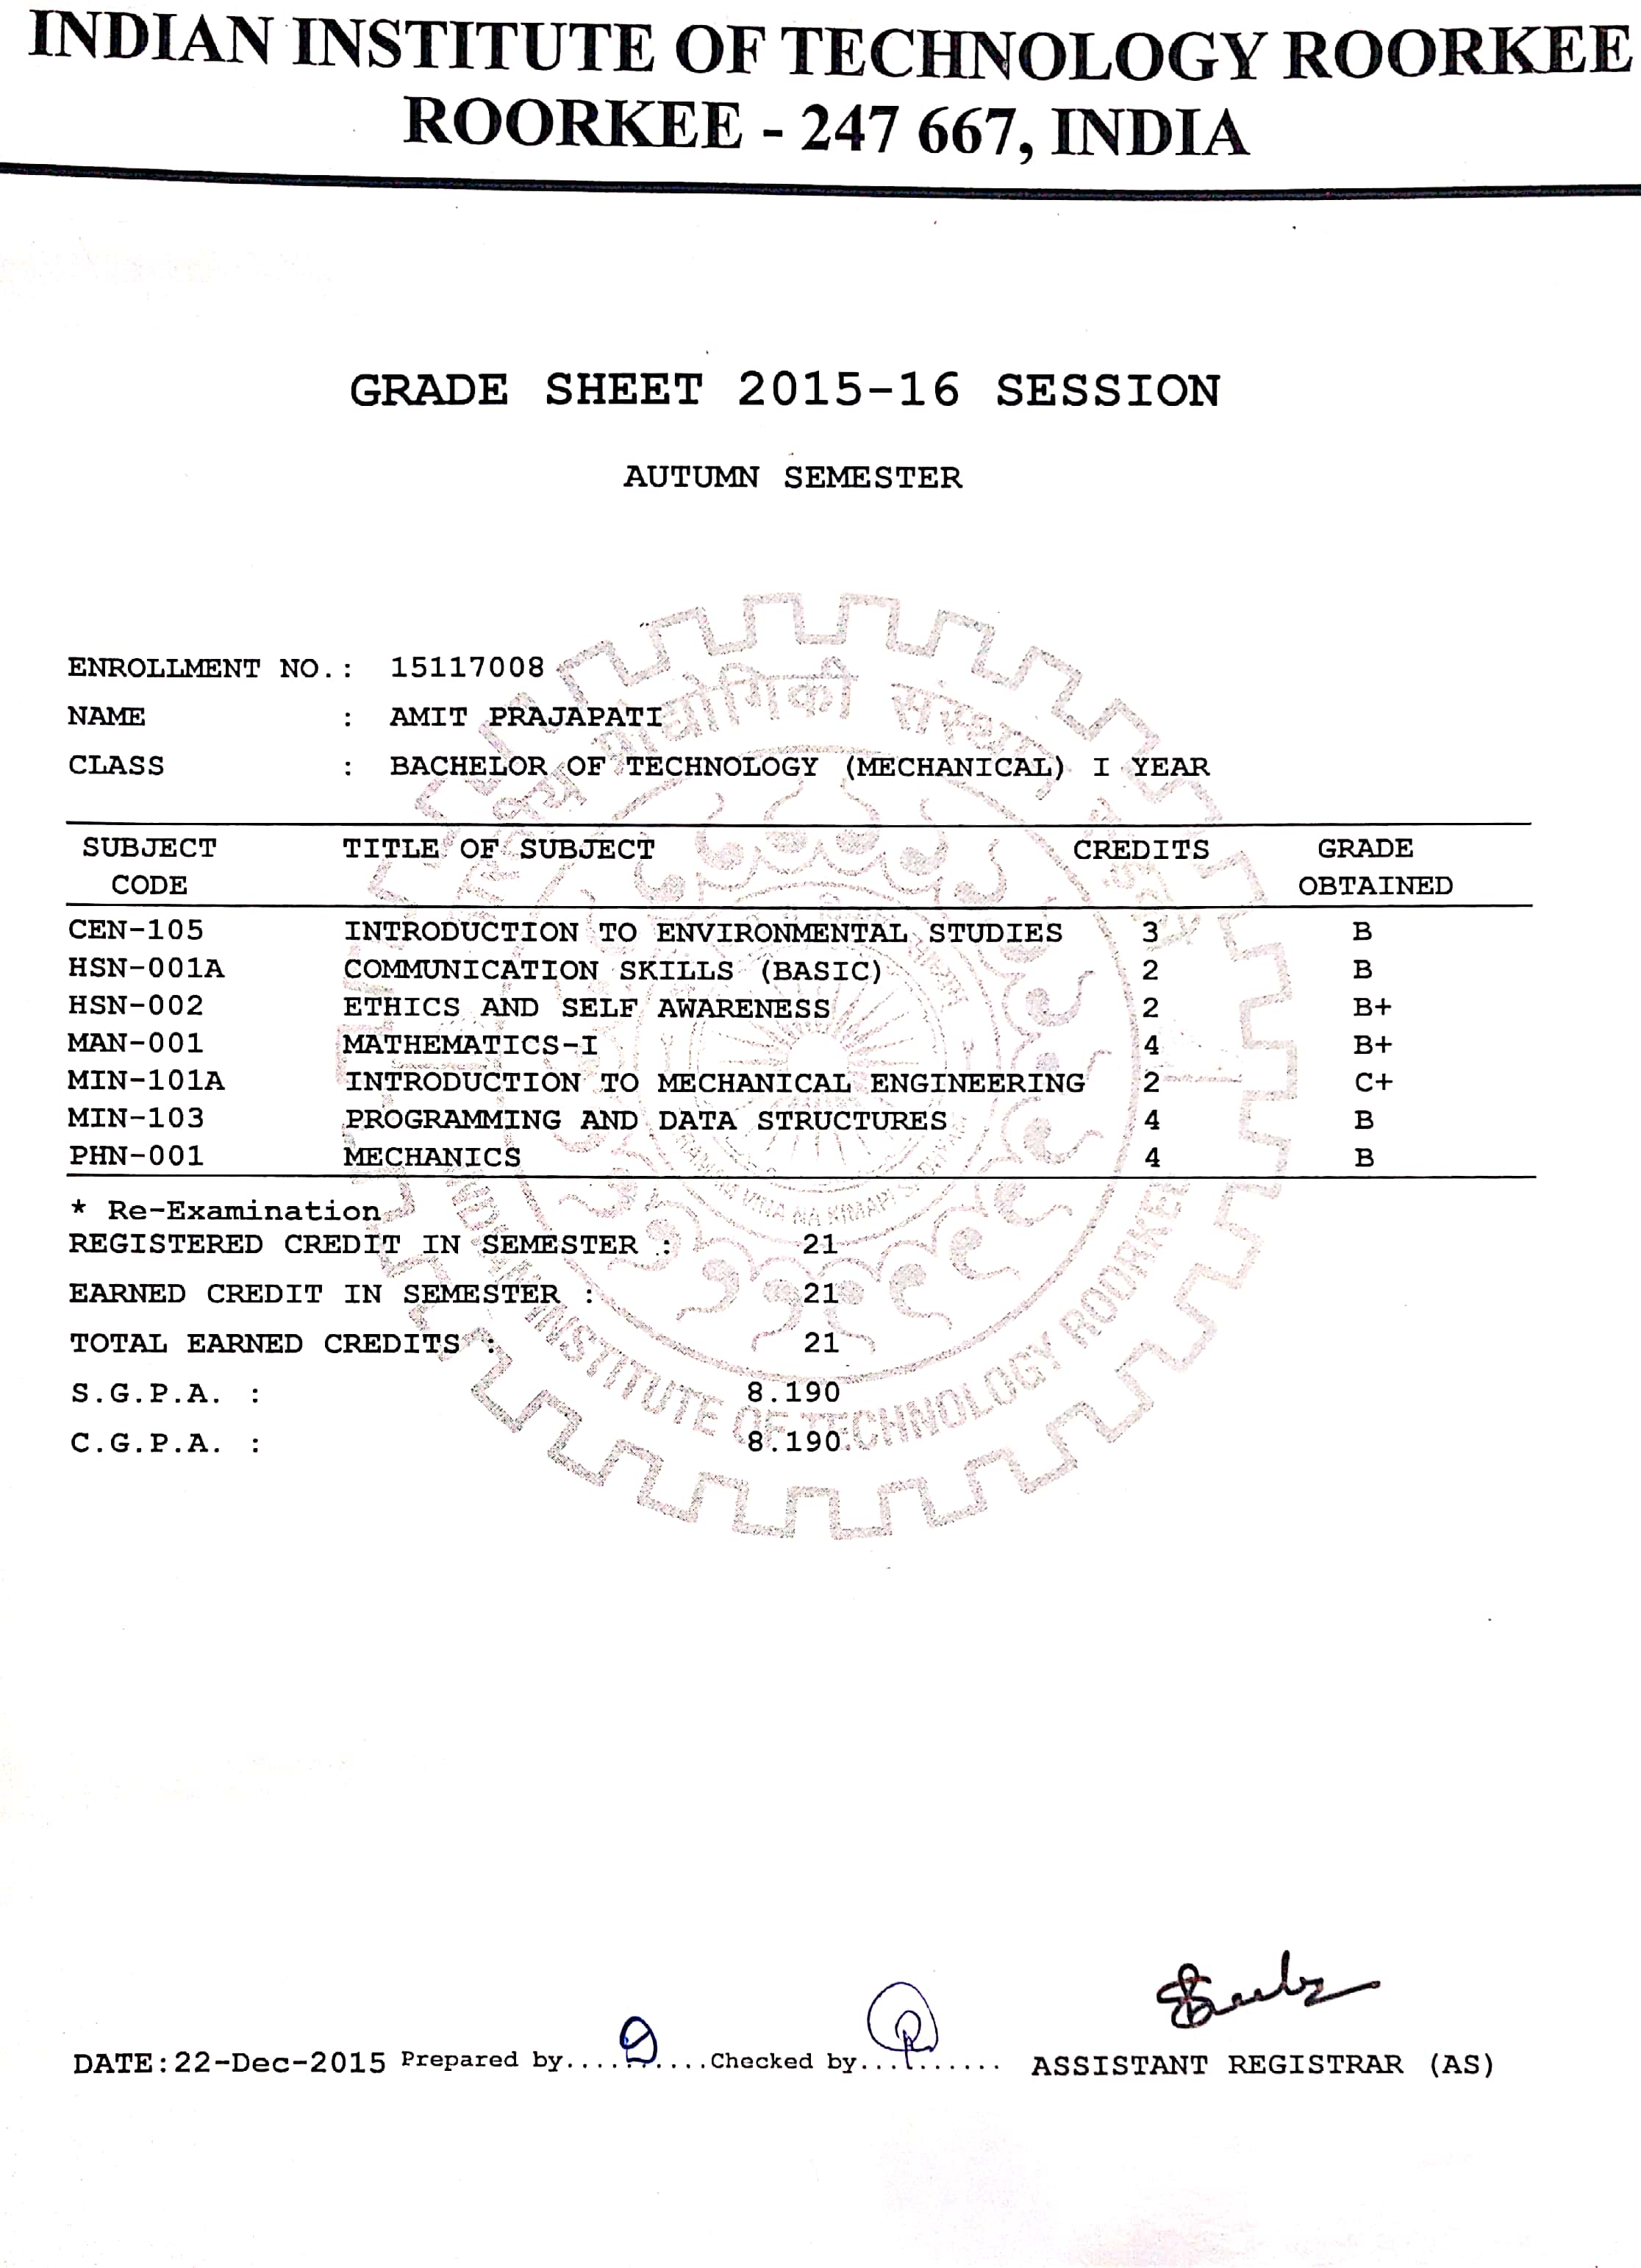 INDIAN INSTITUTE OF TECHNOLOGY ROORKEE
ROORKEE - 247 667, INDIA
GRADE SHEET 2015-16 SESSION
AUTUMN SEMESTER
ENROLLMENT NO.: 15117008
NAME : AMIT PRAJAPATI
CLASS : BACHELOR OF TECHNOLOGY (MECHANICAL) I YEAR
SUBJECT CODE TITLE OF SUBJECT CREDITS GRADE OBTAINED
CEN-105 INTRODUCTION TO ENVIRONMENTAL STUDIES 3 B
HSN-001A COMMUNICATION SKILLS (BASIC) 2 B
HSN-002 ETHICS AND SELF AWARENESS 2 B+
MAN-001 MATHEMATICS-I 4 B+
MIN-101A INTRODUCTION TO MECHANICAL ENGINEERING 2 C+
MIN-103 PROGRAMMING AND DATA STRUCTURES 4 B
PHN-001 MECHANICS 4 B
* Re-Examination
REGISTERED CREDIT IN SEMESTER : 21
EARNED CREDIT IN SEMESTER : 21
TOTAL EARNED CREDITS : 21
S.G.P.A. : 8.190
C.G.P.A. : 8.190
INSTITUTE OF TECHNOLOGY ROORKEE
DATE:22-Dec-2015 Prepared by.........Checked by.......... ASSISTANT REGISTRAR (AS)